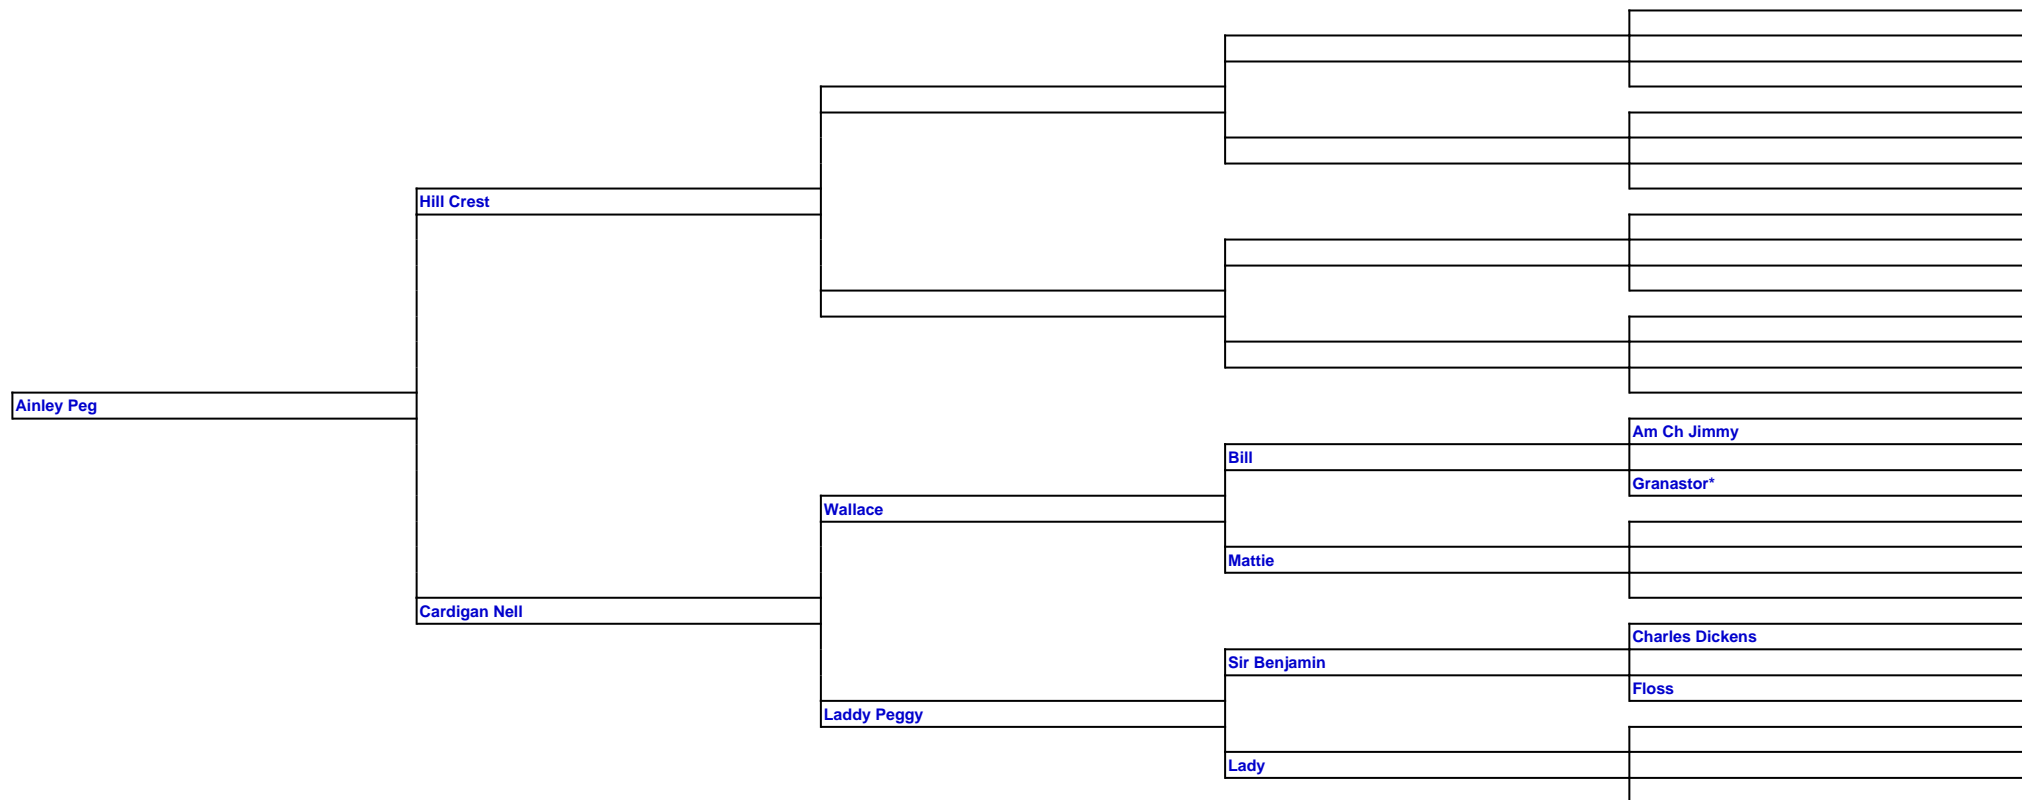 Hill Crest
Ainley Peg
Am Ch Jimmy
Bill
Granastor*
Wallace
Mattie
Cardigan Nell
Charles Dickens
Sir Benjamin
Floss
Laddy Peggy
Lady